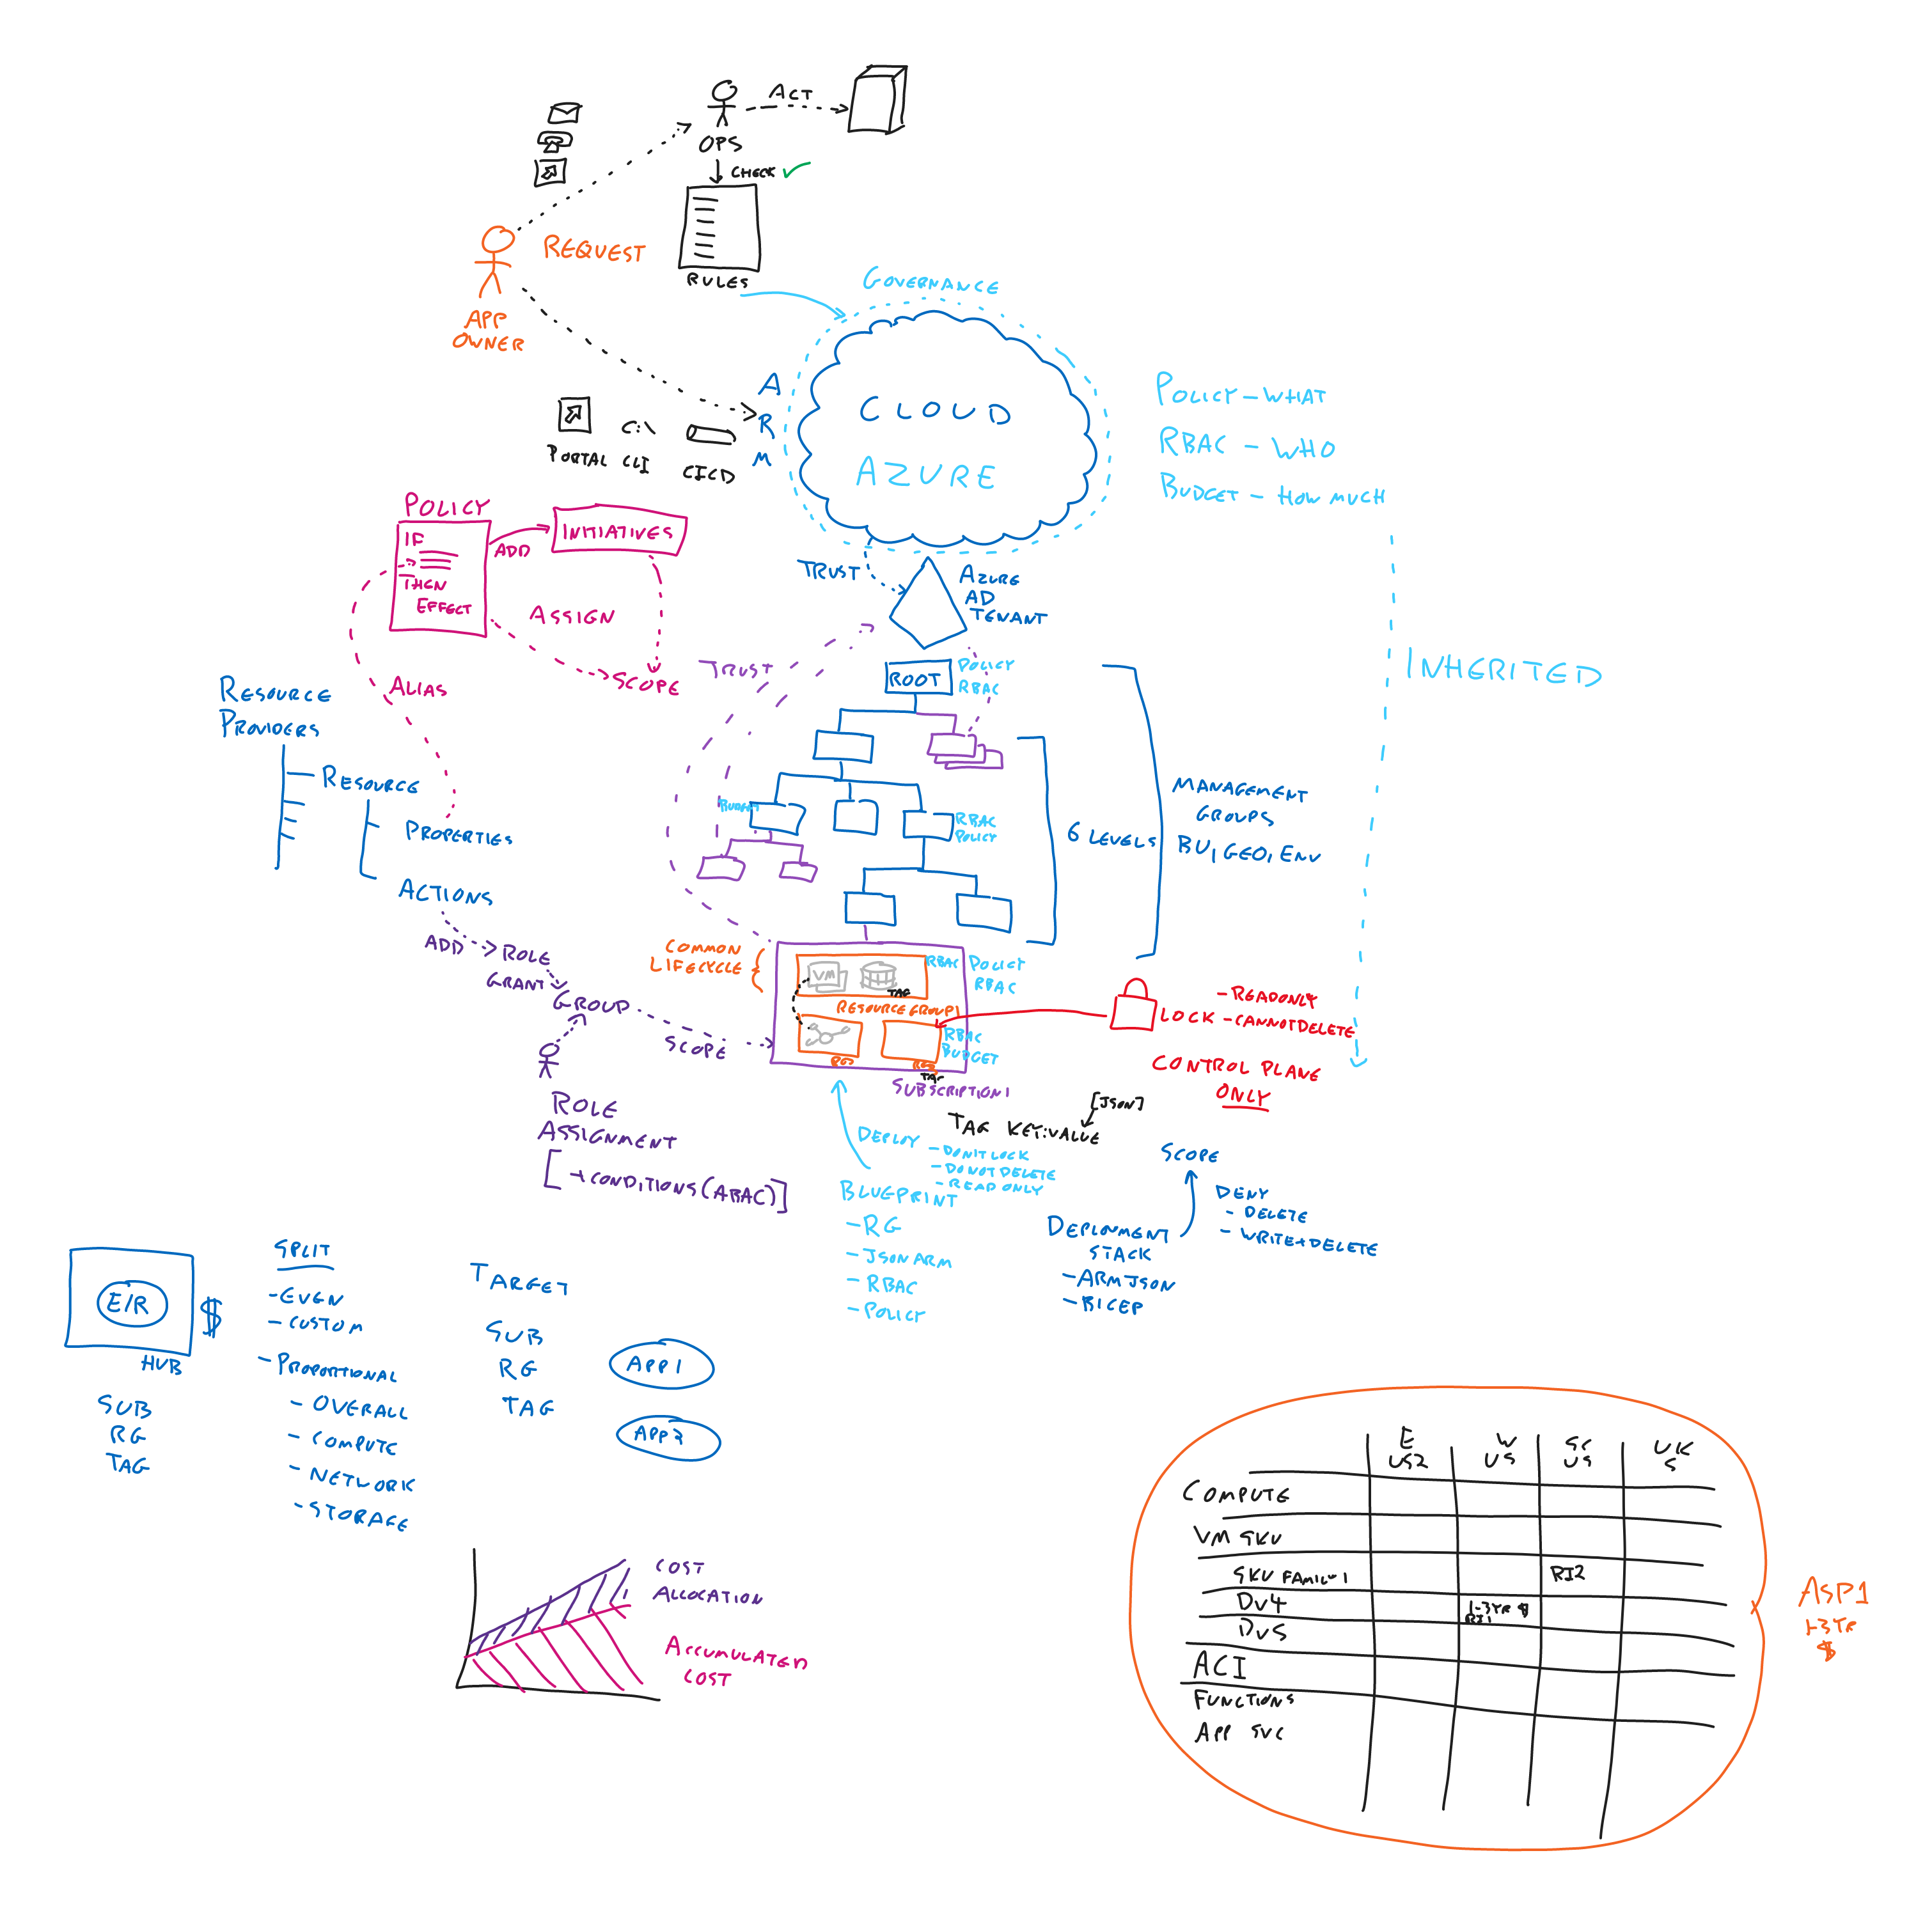 ACT
OPS
CHECK
RULES
REQUEST
APP
OWNER
GOVERNANCE
A
R
M
CLOUD
AZURE
POLICY - WHAT
RBAC - WHO
BUDGET - HOW MUCH
C:\
PORTAL CLI CICD
POLICY
IF
THEN
EFFECT
ADD
INITIATIVES
ASSIGN
SCOPE
ALIAS
TRUST
AZURE
AD
TENANT
TRUST
ROOT
POLICY
RBAC
INHERITED
RESOURCE
PROVIDERS
RESOURCE
PROPERTIES
ACTIONS
BUDGET
RBAC
POLICY
6 LEVELS
MANAGEMENT
GROUPS
BU, GEO, ENV
ADD
ROLE
GRANT
GROUP
SCOPE
ROLE
ASSIGNMENT
[+CONDITIONS (ABAC)]
COMMON
LIFECYCLE
VM
TAG
RBAC
POLICY
RBAC
RESOURCE GROUP1
RBAC
BUDGET
RG
TAG
SUBSCRIPTION1
- READONLY
LOCK - CANNOTDELETE
CONTROL PLANE
ONLY
[JSON]
TAG KEY:VALUE
DEPLOY
- DON'T LOCK
- DO NOT DELETE
- READ ONLY
BLUEPRINT
- RG
- JSON ARM
- RBAC
- POLICY
SCOPE
DENY
- DELETE
- WRITE+DELETE
DEPLOYMENT
STACK
- ARM JSON
- BICEP
E/R
$
HUB
SUB
RG
TAG
SPLIT
- EVEN
- CUSTOM
- PROPORTIONAL
- OVERALL
- COMPUTE
- NETWORK
- STORAGE
TARGET
SUB
RG
TAG
APP1
APP2
COST
ALLOCATION
ACCUMULATED
COST
E
US2
W
US
SC
US
UK
S
COMPUTE
VM SKU
SKU FAMILY
RI2
DV4
1-3YR $
RI1
DV5
ACI
FUNCTIONS
APP SVC
ASP1
1-3YR
$